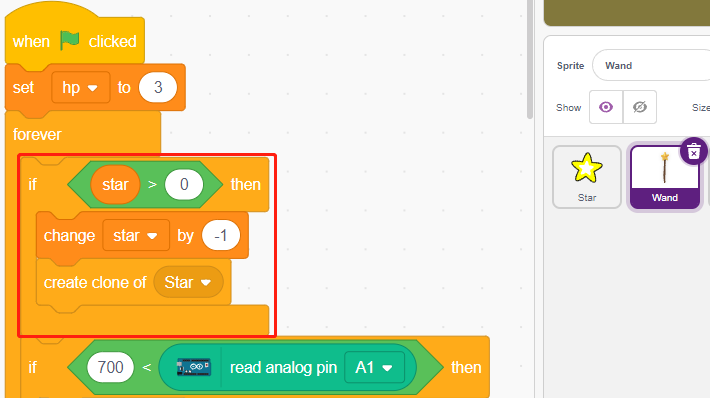 when clicked
set hp to 3
forever
if star > 0 then
change star by -1
create clone of Star
if 700 < read analog pin A1 then
Sprite Wand
Show Size
Star Wand